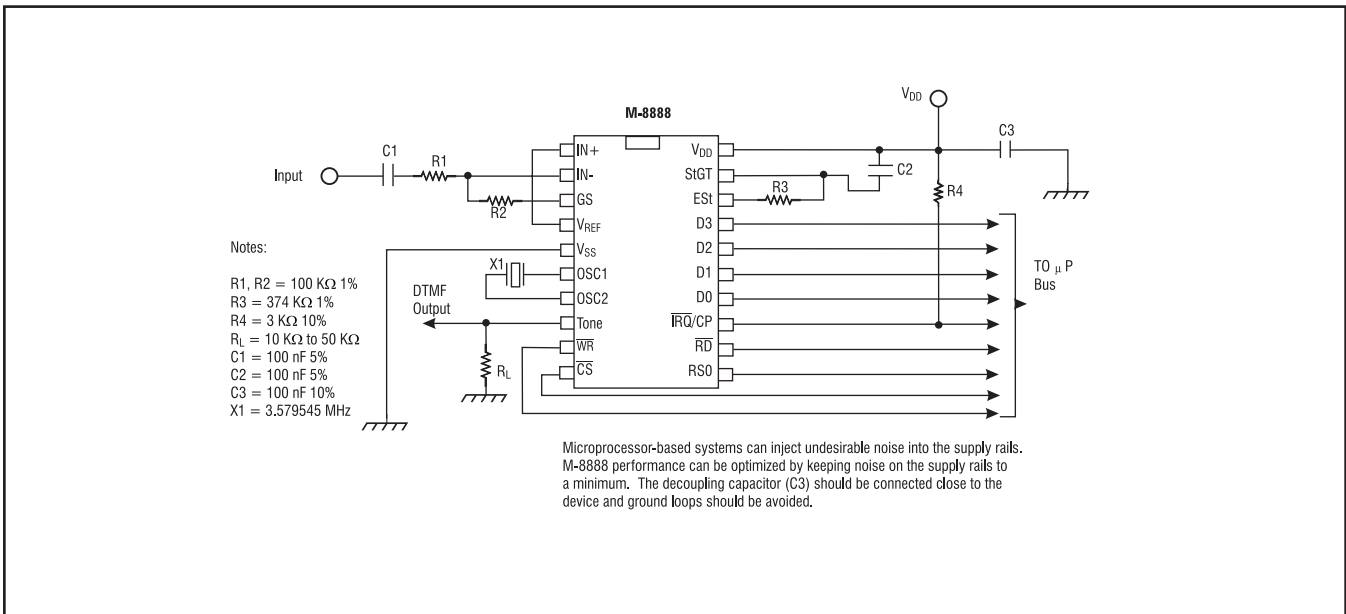 M-8888
Input
C1
R1
R2
IN+
IN-
GS
VREF
VSS
OSC1
OSC2
Tone
WR
CS
VDD
StGT
ESt
D3
D2
D1
D0
IRQ/CP
RD
RS0
VDD
C3
C2
R3
R4
X1
DTMF
Output
RL
TO μ P
Bus
Notes:
R1, R2 = 100 KΩ 1%
R3 = 374 KΩ 1%
R4 = 3 KΩ 10%
RL = 10 KΩ to 50 KΩ
C1 = 100 nF 5%
C2 = 100 nF 5%
C3 = 100 nF 10%
X1 = 3.579545 MHz
Microprocessor-based systems can inject undesirable noise into the supply rails.
M-8888 performance can be optimized by keeping noise on the supply rails to
a minimum. The decoupling capacitor (C3) should be connected close to the
device and ground loops should be avoided.